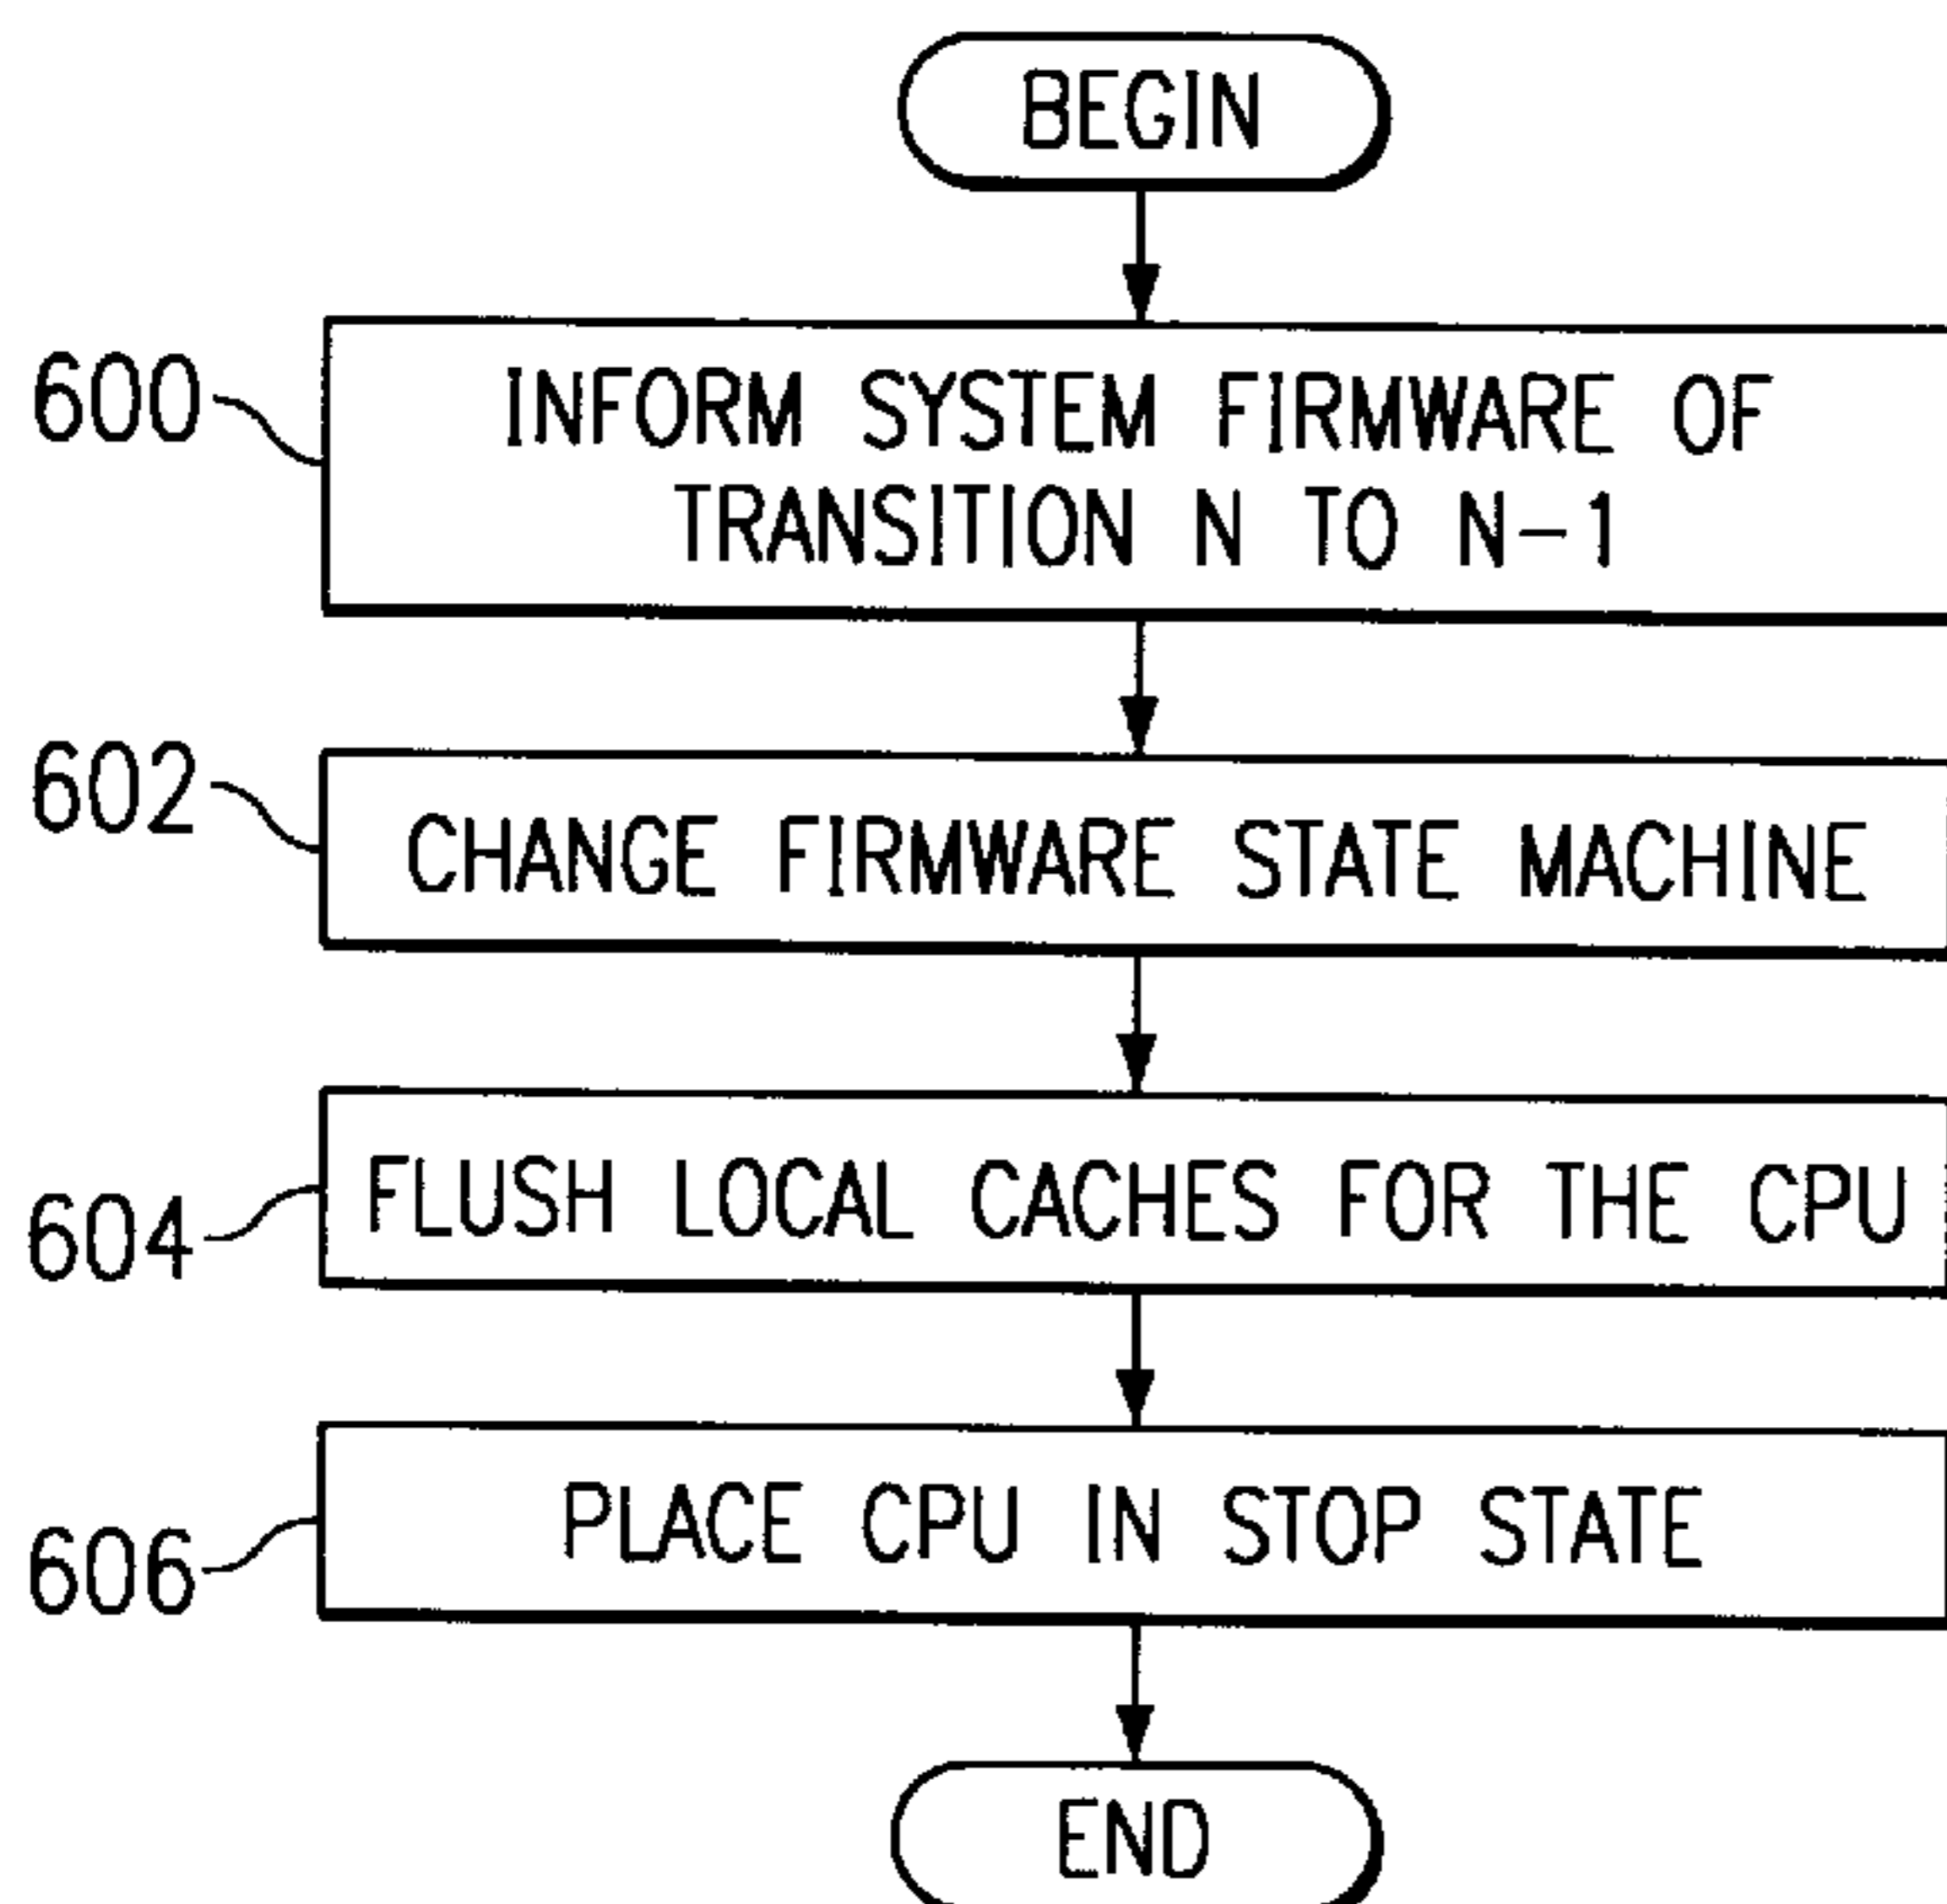 BEGIN
600
INFORM SYSTEM FIRMWARE OF
TRANSITION N TO N-1
602
CHANGE FIRMWARE STATE MACHINE
604
FLUSH LOCAL CACHES FOR THE CPU
606
PLACE CPU IN STOP STATE
END